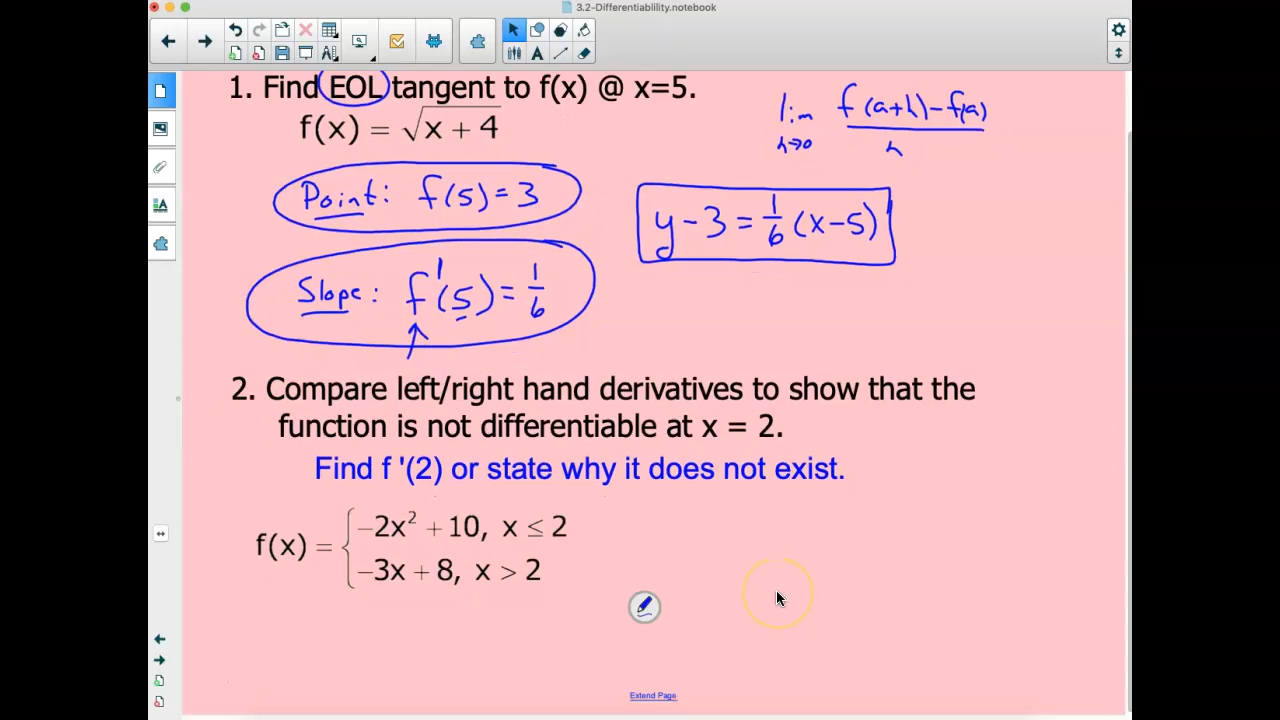 3.2-Differentiablility.notebook
1. Find EOL tangent to f(x) @ x=5.
f(x) = √(x + 4)
lim h→0 f(a+h)-f(a) / h
Point: f(5)=3
y-3=1/6(x-5)
Slope: f'(5)=1/6
2. Compare left/right hand derivatives to show that the
function is not differentiable at x = 2.
Find f '(2) or state why it does not exist.
f(x) = { -2x² + 10, x ≤ 2
-3x + 8, x > 2
Extend Page